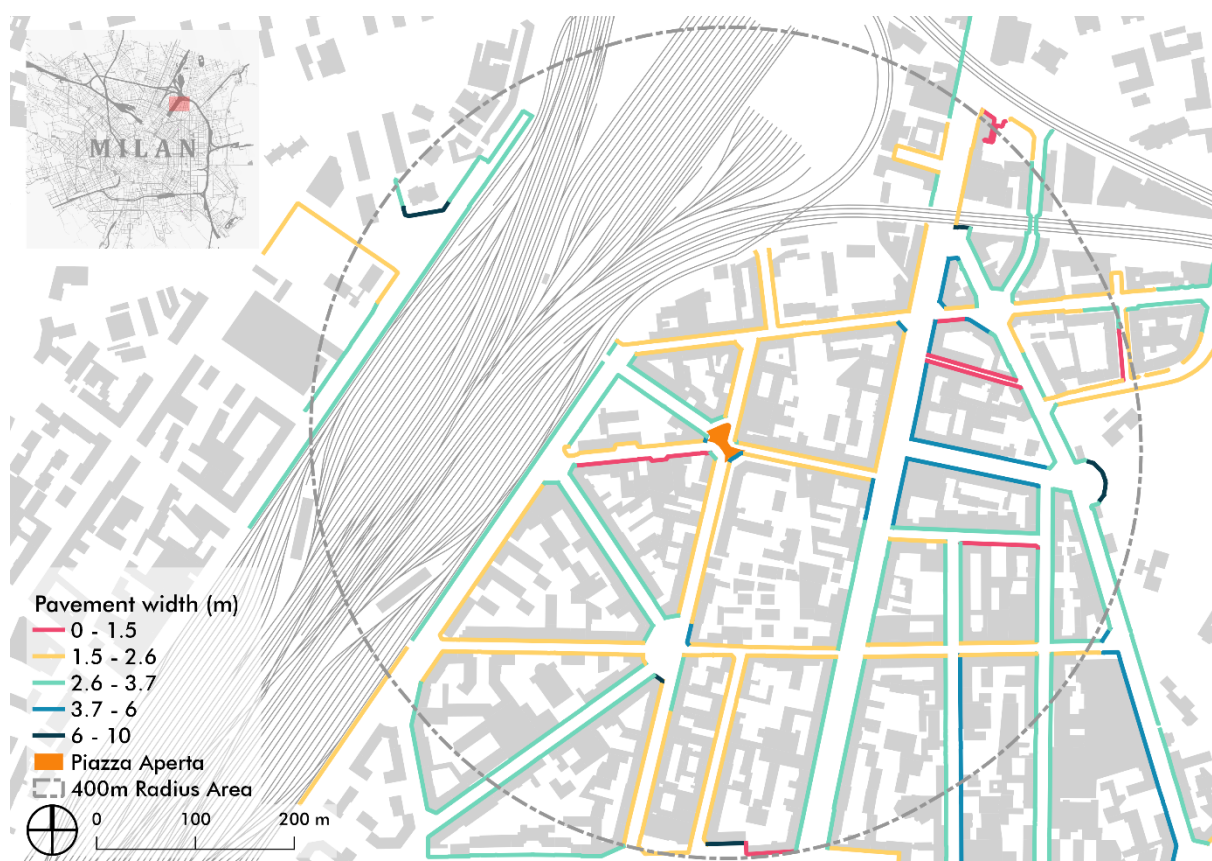 MILAN
Pavement width (m)
0 - 1.5
1.5 - 2.6
2.6 - 3.7
3.7 - 6
6 - 10
Piazza Aperta
400m Radius Area
0 100 200 m